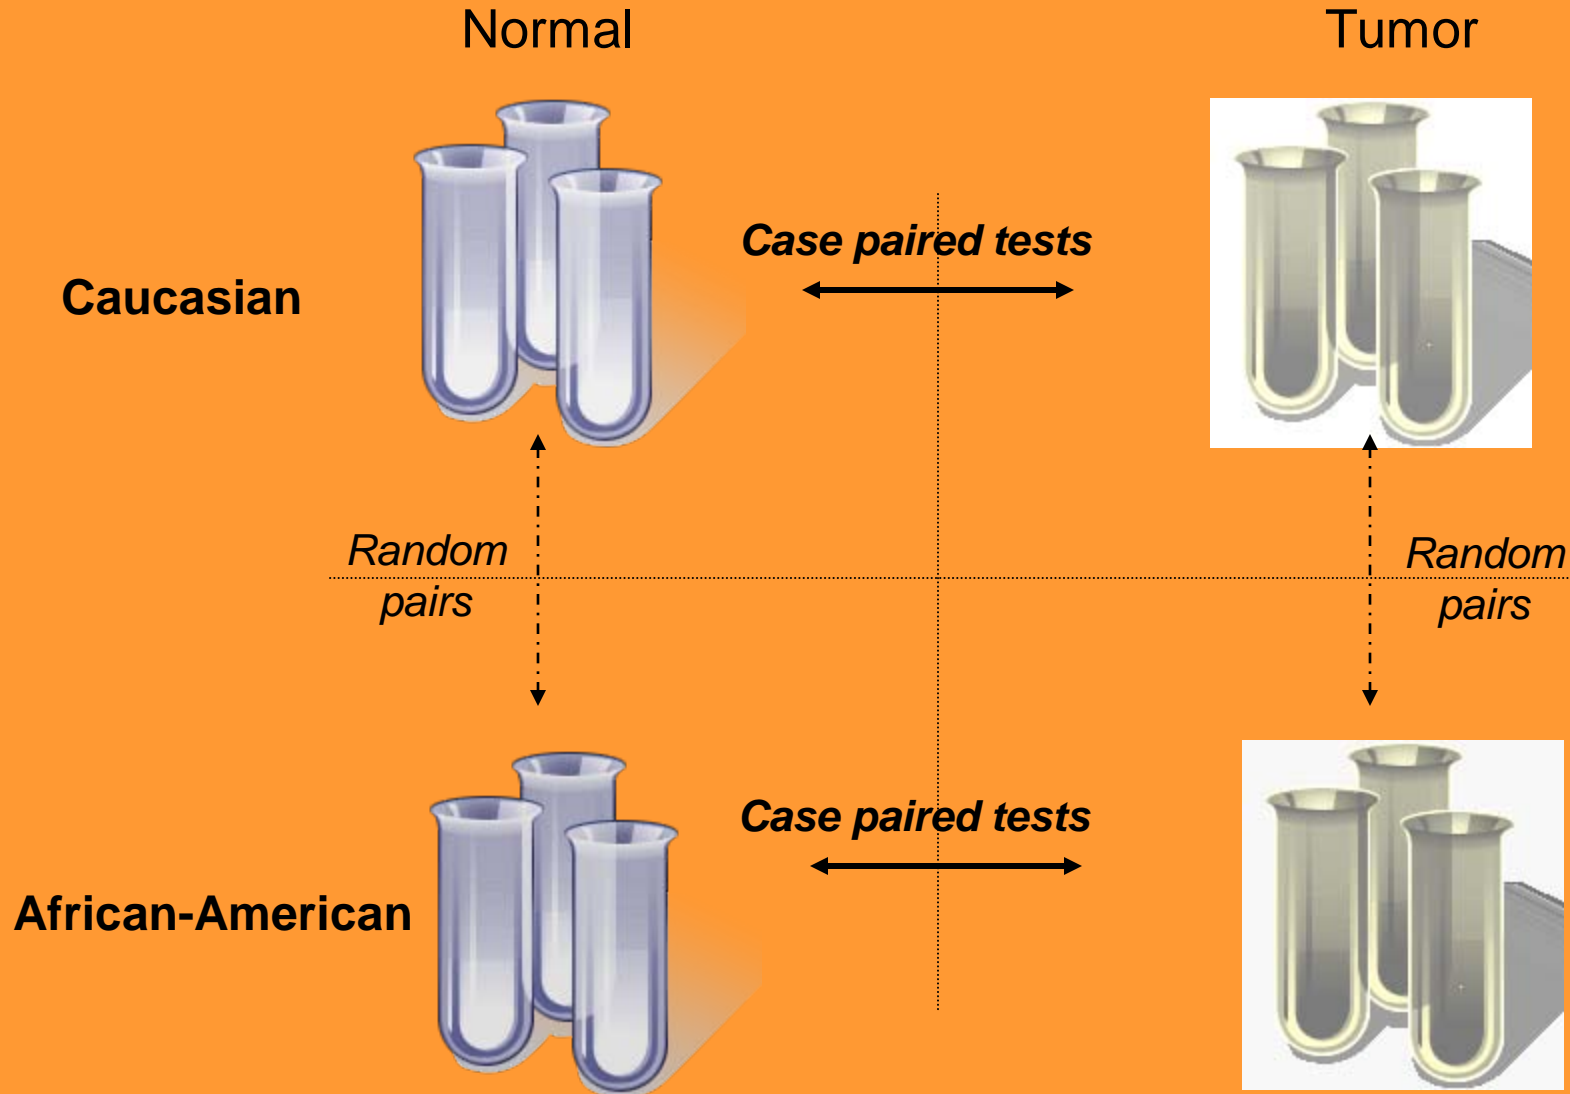 Normal
Tumor
Case paired tests
Caucasian
Random
pairs
Random
pairs
Case paired tests
African-American